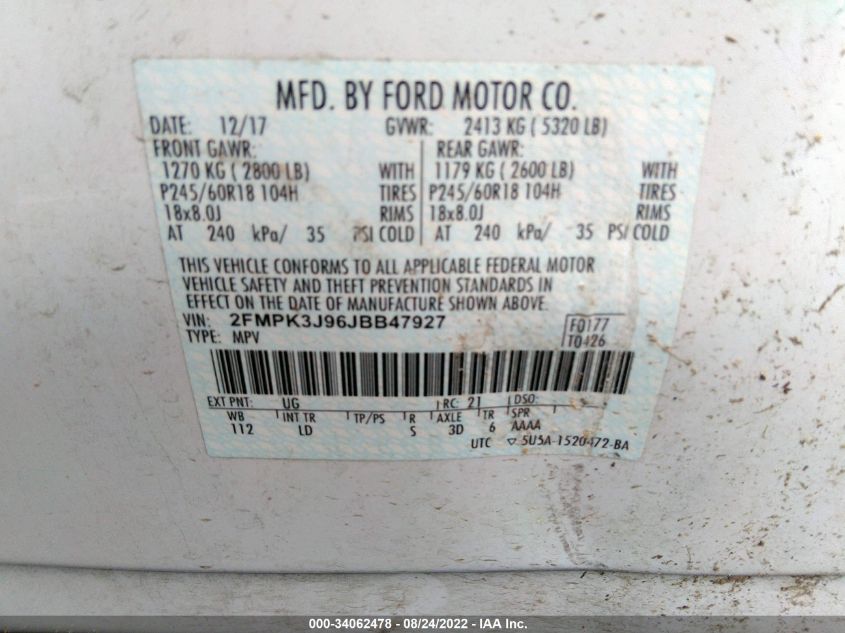 MFD. BY FORD MOTOR CO.
DATE: 12/17 GVWR: 2413 KG ( 5320 LB)
FRONT GAWR: REAR GAWR:
1270 KG ( 2800 LB) WITH 1179 KG ( 2600 LB) WITH
P245/60R18 104H TIRES P245/60R18 104H TIRES
18x8.0J RIMS 18x8.0J RIMS
AT 240 kPa/ 35 PSI COLD AT 240 kPa/ 35 PSI COLD
THIS VEHICLE CONFORMS TO ALL APPLICABLE FEDERAL MOTOR
VEHICLE SAFETY AND THEFT PREVENTION STANDARDS IN
EFFECT ON THE DATE OF MANUFACTURE SHOWN ABOVE.
VIN: 2FMPK3J96JBB47927 F0177
TYPE: MPV T0426
EXT PNT: UG RC: 21 DSO:
WB INT TR TP/PS R AXLE TR SPR
112 LD S 3D 6 AAAA
UTC ▽ 5U5A-1520472-BA
000-34062478 - 08/24/2022 - IAA Inc.